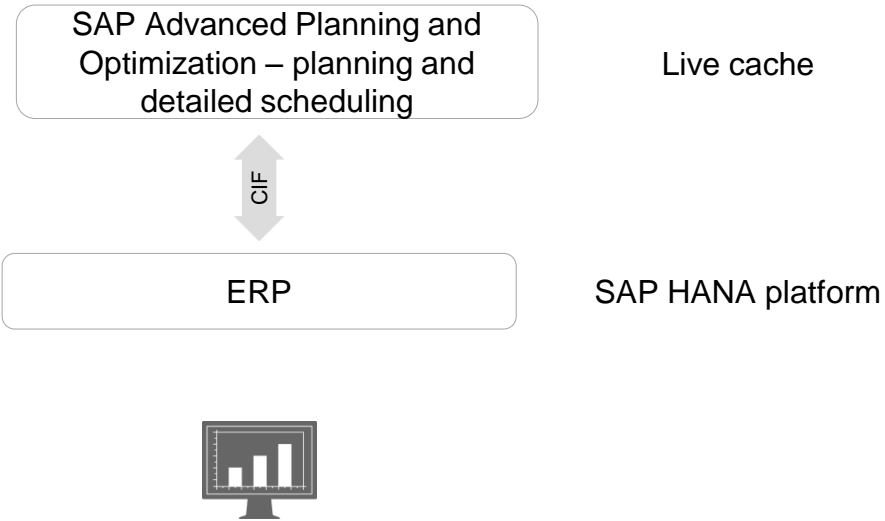 SAP Advanced Planning and
Optimization – planning and
detailed scheduling
Live cache
CIF
ERP
SAP HANA platform